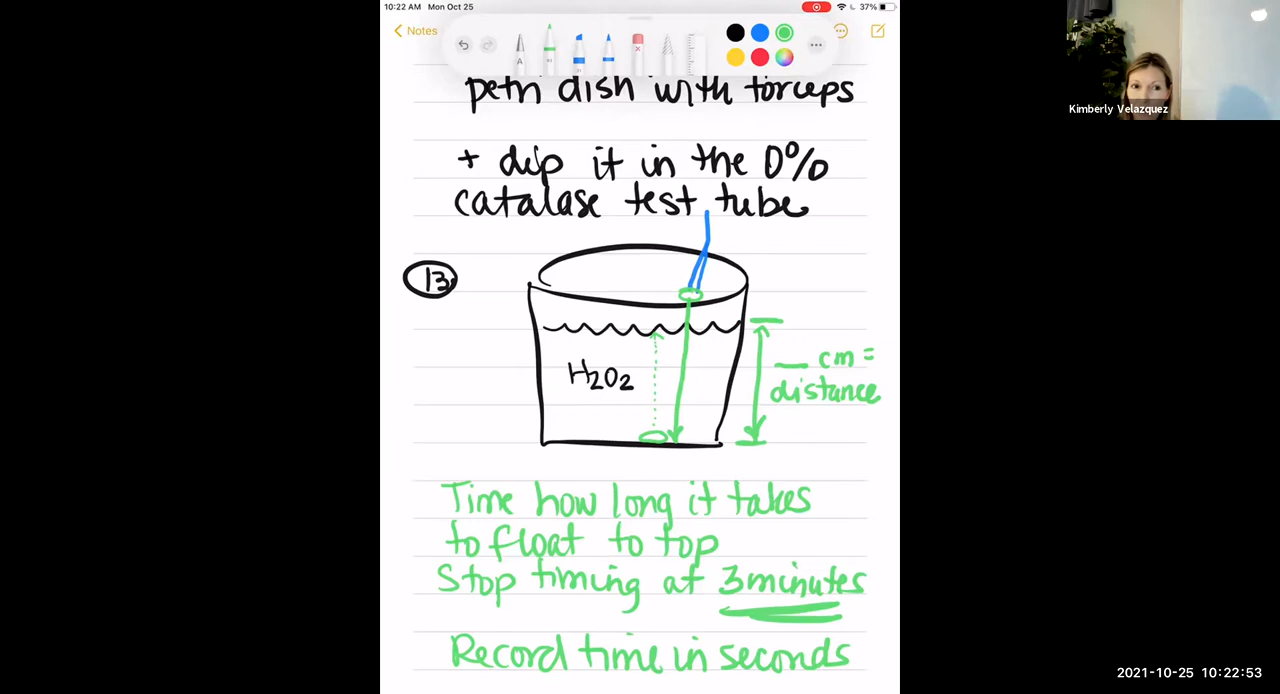 10:22 AM Mon Oct 25
37%
Notes
petri dish with forceps
+ dip it in the 0%
catalase test tube
13
H2O2
__ cm =
distance
Time how long it takes
to float to top
Stop timing at 3 minutes
Record time in seconds
Kimberly Velazquez
2021-10-25 10:22:53